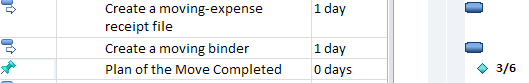 Create a moving-expense 1 day
receipt file
Create a moving binder 1 day
Plan of the Move Completed 0 days 3/6